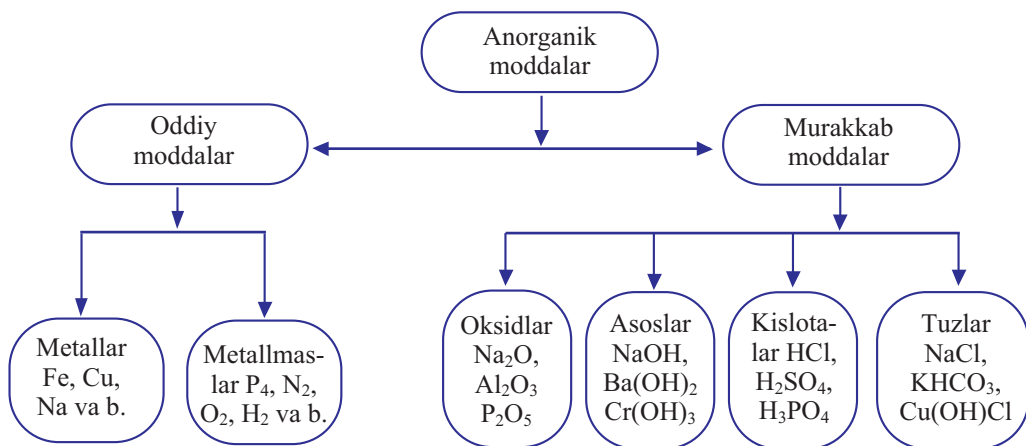 Anorganik
moddalar
Oddiy
moddalar
Murakkab
moddalar
Metallar
Fe, Cu,
Na va b.
Metallmas-
lar P₄, N₂,
O₂, H₂ va b.
Oksidlar
Na₂O,
Al₂O₃
P₂O₅
Asoslar
NaOH,
Ba(OH)₂
Cr(OH)₃
Kislota-
lar HCl,
H₂SO₄,
H₃PO₄
Tuzlar
NaCl,
KHCO₃,
Cu(OH)Cl